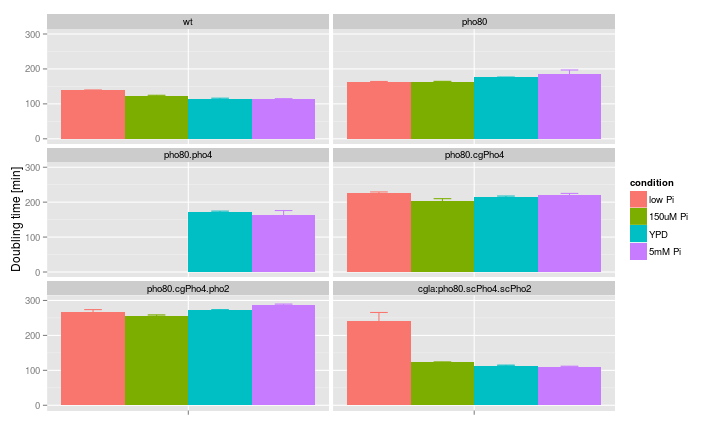 wt
pho80
300
200
100
0
pho80.pho4
pho80.cgPho4
300
200
100
0
pho80.cgPho4.pho2
cgla:pho80.scPho4.scPho2
300
200
100
0
Doubling time [min]
condition
low Pi
150uM Pi
YPD
5mM Pi